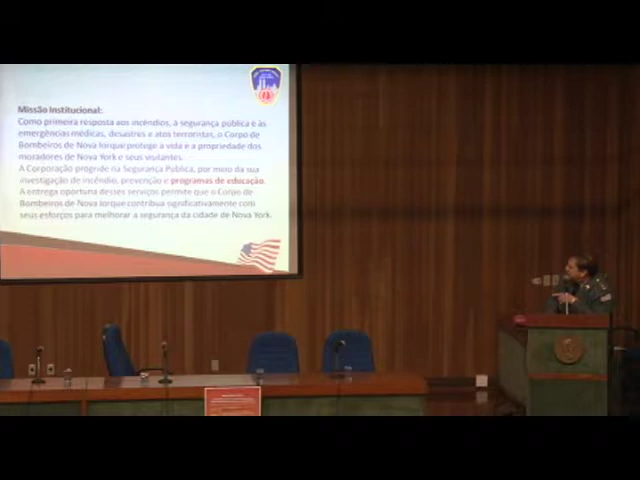 Missão Institucional:
Como primeira resposta aos incêndios, à segurança pública e às
emergências médicas, desastres e atos terroristas, o Corpo de
Bombeiros de Nova Iorque protege à vida e a propriedade dos
moradores de Nova York e seus visitantes.
A Corporação progride na Segurança Pública, por meio da sua
investigação de incêndio, prevenção e programas de educação.
A entrega oportuna desses serviços permite que o Corpo de
Bombeiros de Nova Iorque contribua significativamente com
seus esforços para melhorar a segurança da cidade de Nova York.